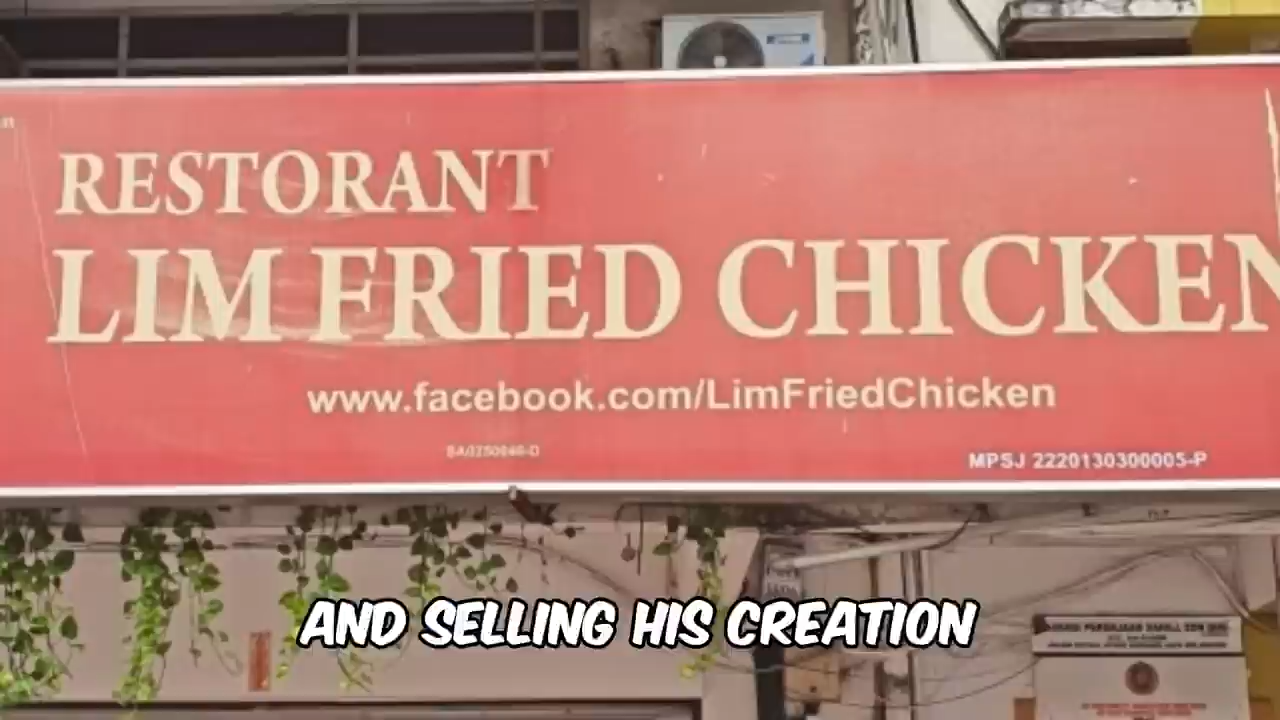 RESTORANT
LIM FRIED CHICKEN
www.facebook.com/LimFriedChicken
MPSJ 2220130300005-P
AND SELLING HIS CREATION